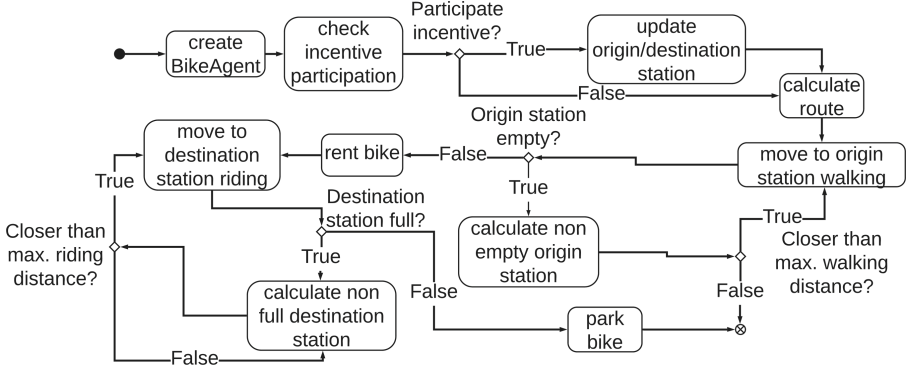 Participate
incentive?
create
BikeAgent
check
incentive
participation
True
update
origin/destination
station
False
calculate
route
Origin station
empty?
move to
destination
station riding
rent bike
False
move to origin
station walking
True
True
Destination
station full?
calculate non
empty origin
station
True
Closer than
max. walking
distance?
Closer than
max. riding
distance?
True
calculate non
full destination
station
False
False
park
bike
False